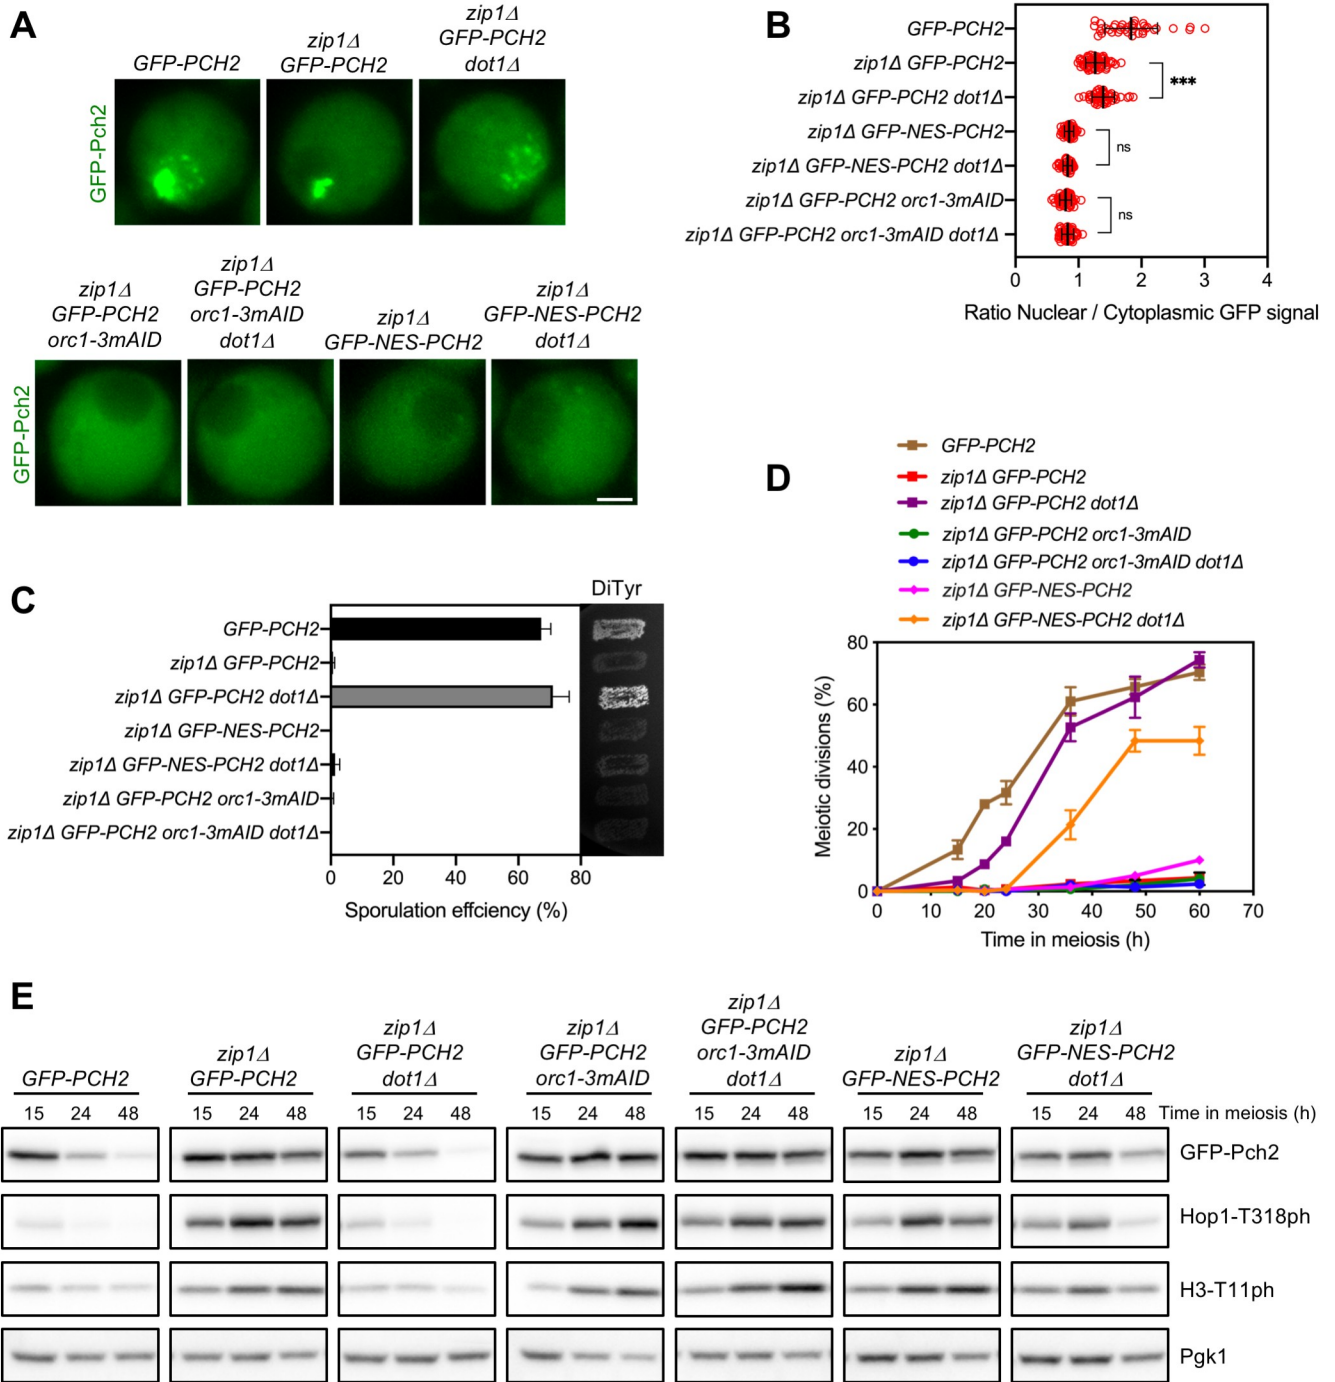 A
GFP-PCH2
zip1Δ
GFP-PCH2
zip1Δ
GFP-PCH2
dot1Δ
GFP-Pch2
zip1Δ
GFP-PCH2
orc1-3mAID
zip1Δ
GFP-PCH2
orc1-3mAID
dot1Δ
zip1Δ
GFP-NES-PCH2
zip1Δ
GFP-NES-PCH2
dot1Δ
GFP-Pch2
B
GFP-PCH2
zip1Δ GFP-PCH2
zip1Δ GFP-PCH2 dot1Δ
zip1Δ GFP-NES-PCH2
zip1Δ GFP-NES-PCH2 dot1Δ
zip1Δ GFP-PCH2 orc1-3mAID
zip1Δ GFP-PCH2 orc1-3mAID dot1Δ
***
ns
ns
0 1 2 3 4
Ratio Nuclear / Cytoplasmic GFP signal
C
DiTyr
GFP-PCH2
zip1Δ GFP-PCH2
zip1Δ GFP-PCH2 dot1Δ
zip1Δ GFP-NES-PCH2
zip1Δ GFP-NES-PCH2 dot1Δ
zip1Δ GFP-PCH2 orc1-3mAID
zip1Δ GFP-PCH2 orc1-3mAID dot1Δ
0 20 40 60 80
Sporulation effciency (%)
D
GFP-PCH2
zip1Δ GFP-PCH2
zip1Δ GFP-PCH2 dot1Δ
zip1Δ GFP-PCH2 orc1-3mAID
zip1Δ GFP-PCH2 orc1-3mAID dot1Δ
zip1Δ GFP-NES-PCH2
zip1Δ GFP-NES-PCH2 dot1Δ
Meiotic divisions (%)
80
60
40
20
0
0 10 20 30 40 50 60 70
Time in meiosis (h)
E
GFP-PCH2
zip1Δ
GFP-PCH2
zip1Δ
GFP-PCH2
dot1Δ
zip1Δ
GFP-PCH2
orc1-3mAID
zip1Δ
GFP-PCH2
orc1-3mAID
dot1Δ
zip1Δ
GFP-NES-PCH2
zip1Δ
GFP-NES-PCH2
dot1Δ
15 24 48 15 24 48 15 24 48 15 24 48 15 24 48 15 24 48 15 24 48 Time in meiosis (h)
GFP-Pch2
Hop1-T318ph
H3-T11ph
Pgk1